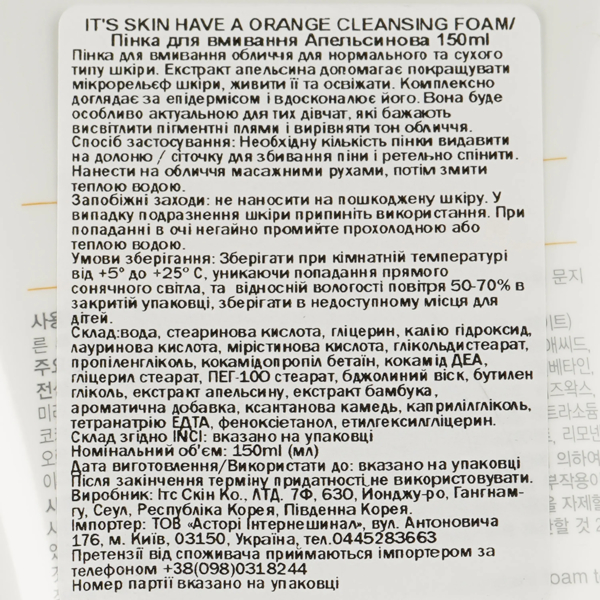 IT'S SKIN HAVE A ORANGE CLEANSING FOAM/
Пінка для вмивання Апельсинова 150ml
Пінка для вмивання обличчя для нормального та сухого
типу шкіри. Екстракт апельсина допомагає покращувати
мікрорельєф шкіри, живити її та освіжати. Комплексно
доглядає за епідермісом і вдосконалює його. Вона буде
особливо актуальною для тих дівчат, які бажають
висвітлити пігментні плями і вирівняти тон обличчя.
Спосіб застосування: Необхідну кількість пінки видавити
на долоню / сіточку для збивання піни і ретельно спінити.
Нанести на обличчя масажними рухами, потім змити
теплою водою.
Запобіжні заходи: не наносити на пошкоджену шкіру. У
випадку подразнення шкіри припиніть використання. При
попаданні в очі негайно промийте прохолодною або
теплою водою.
Умови зберігання: Зберігати при кімнатній температурі
від +5° до +25° С, уникаючи попадання прямого
сонячного світла, та відносній вологості повітря 50-70% в
закритій упаковці, зберігати в недоступному місця для
дітей.
문지
Склад:вода, стеаринова кислота, гліцерин, калію гідроксид,
лауринова кислота, мірістинова кислота, глікольдистеарат,
пропіленгліколь, кокамідопропіл бетаїн, кокамід ДЕА,
гліцерил стеарат, ПЕГ-100 стеарат, бджолиний віск, бутилен
гліколь, екстракт апельсину, екстракт бамбука,
ароматична добавка, ксантанова камедь, каприлілгліколь,
тетранатрію ЕДТА, феноксіетанол, етилгексилгліцерин.
Склад згідно INCI: вказано на упаковці
Номінальний об'єм: 150ml (мл)
Дата виготовлення/Використати до: вказано на упаковці
Після закінчення терміну придатності не використовувати.
Виробник: Ітс Скін Ко., ЛТД. 7Ф, 630, Йонджу-ро, Гангнам-
гу, Сеул, Республіка Корея, Південна Корея.
Імпортер: ТОВ «Асторі Інтернешинал», вул. Антоновича
176, м. Київ, 03150, Україна, тел.0445283663
Претензії від споживача приймаються імпортером за
телефоном +38(098)0318244
Номер партії вказано на упаковці